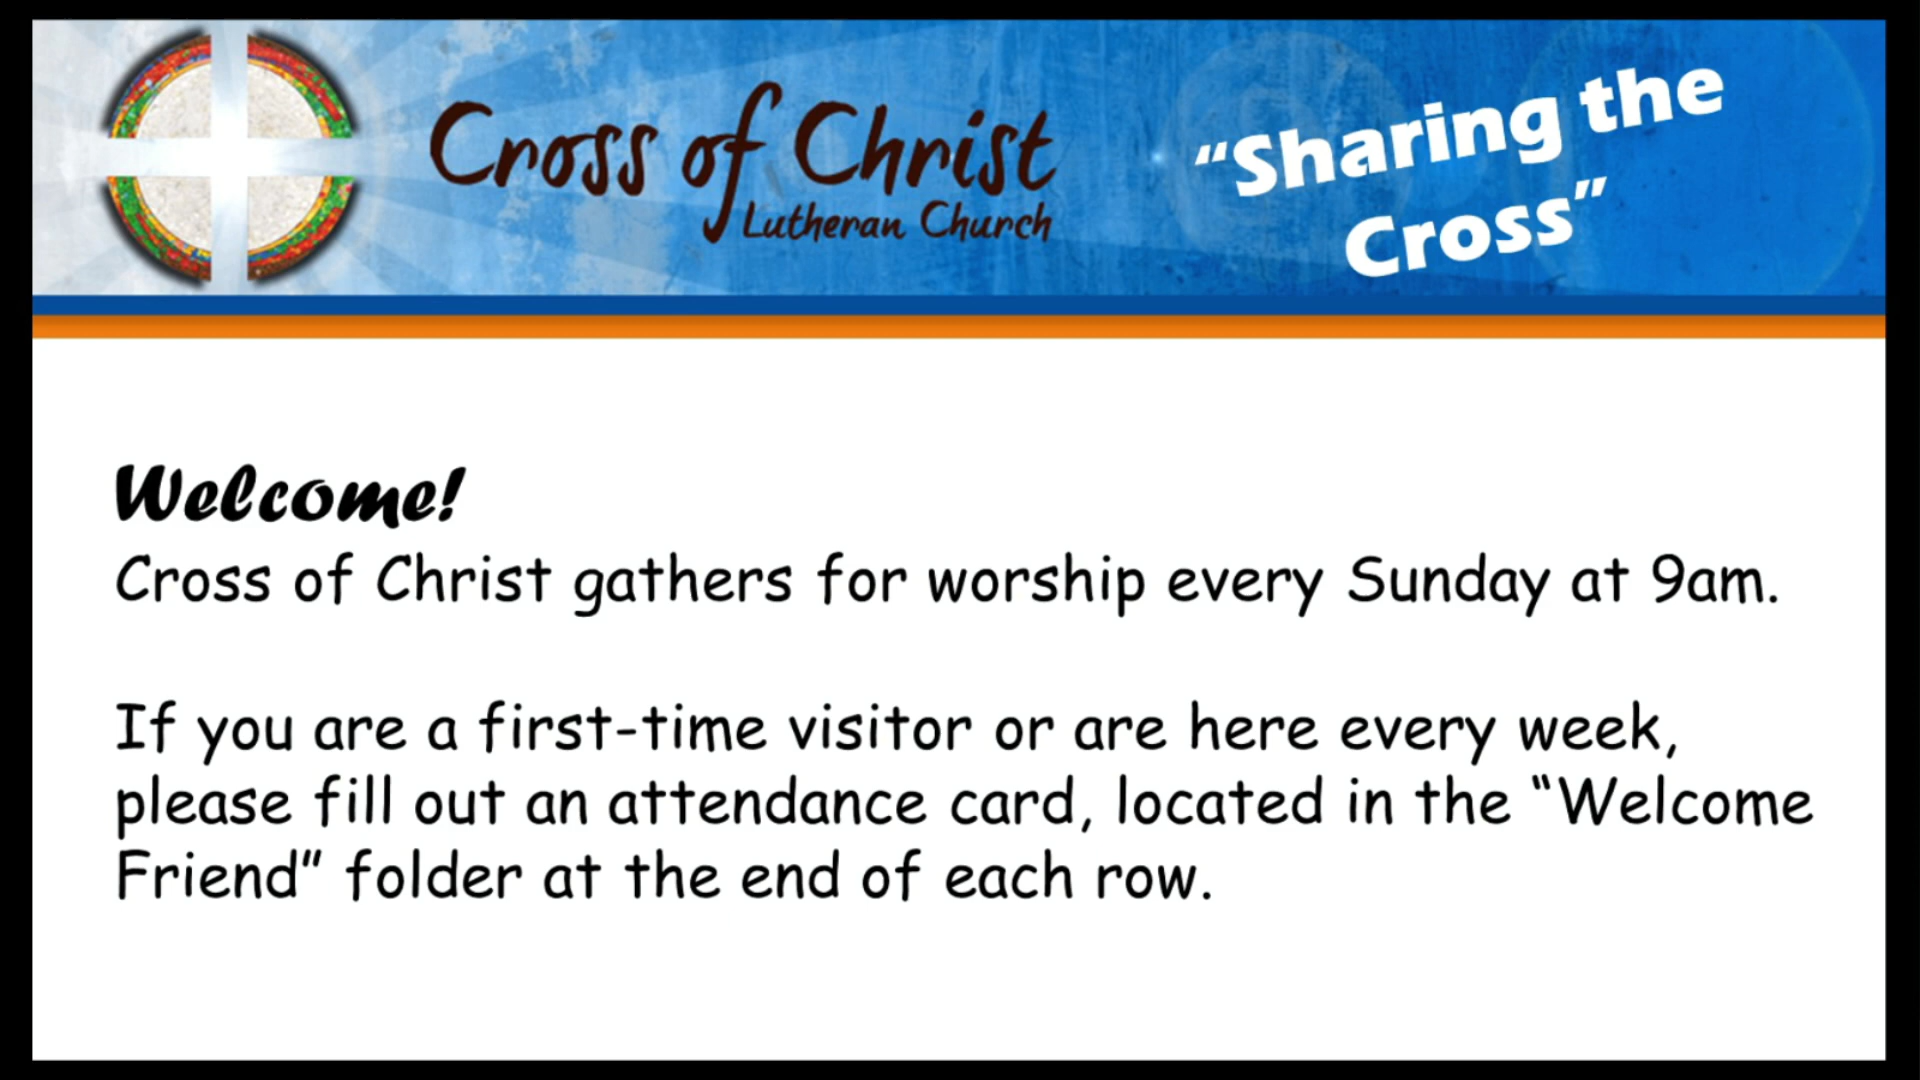 Cross of Christ
Lutheran Church
“Sharing the
Cross”
Welcome!
Cross of Christ gathers for worship every Sunday at 9am.
If you are a first-time visitor or are here every week,
please fill out an attendance card, located in the “Welcome
Friend” folder at the end of each row.